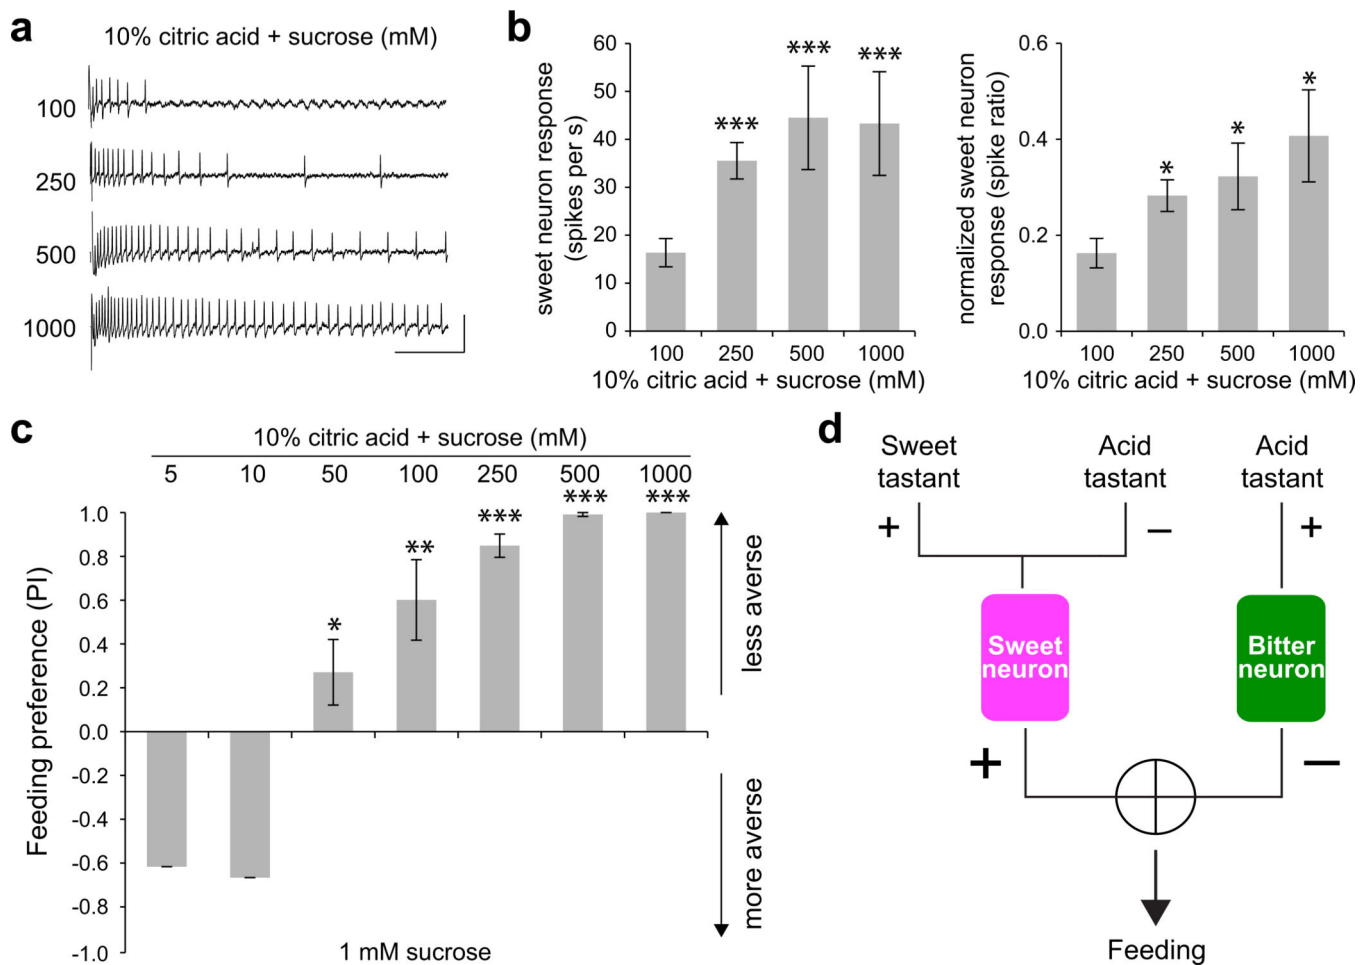 a
10% citric acid + sucrose (mM)
100
250
500
1000
b
sweet neuron response
(spikes per s)
60
50
40
30
20
10
0
***
***
***
100
250
500
1000
10% citric acid + sucrose (mM)
normalized sweet neuron
response (spike ratio)
0.6
0.4
0.2
0.0
*
*
*
100
250
500
1000
10% citric acid + sucrose (mM)
c
10% citric acid + sucrose (mM)
5 10 50 100 250 500 1000
Feeding preference (PI)
1.0
0.8
0.6
0.4
0.2
0.0
-0.2
-0.4
-0.6
-0.8
-1.0
*
**
***
***
***
less averse
more averse
1 mM sucrose
d
Sweet
tastant
Acid
tastant
Acid
tastant
+
–
+
Sweet
neuron
Bitter
neuron
+
–
Feeding